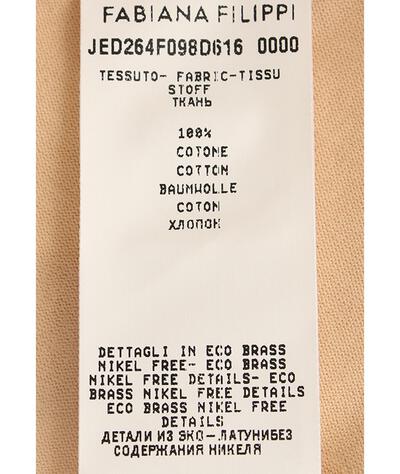 FABIANA FILIPPI
JED264F098D616 0000
TESSUTO- FABRIC-TISSU
STOFF
ТКАНЬ
100%
COTONE
COTTON
BAUMWOLLE
COTON
ХЛОПОК
DETTAGLI IN ECO BRASS
NIKEL FREE- ECO BRASS
NIKEL FREE DETAILS- ECO
BRASS NIKEL FREE DETAILS
ECO BRASS NIKEL FREE
DETAILS
ДЕТАЛИ ИЗ ЭКО-ЛАТУНИБЕЗ
СОДЕРЖАНИЯ НИКЕЛЯ